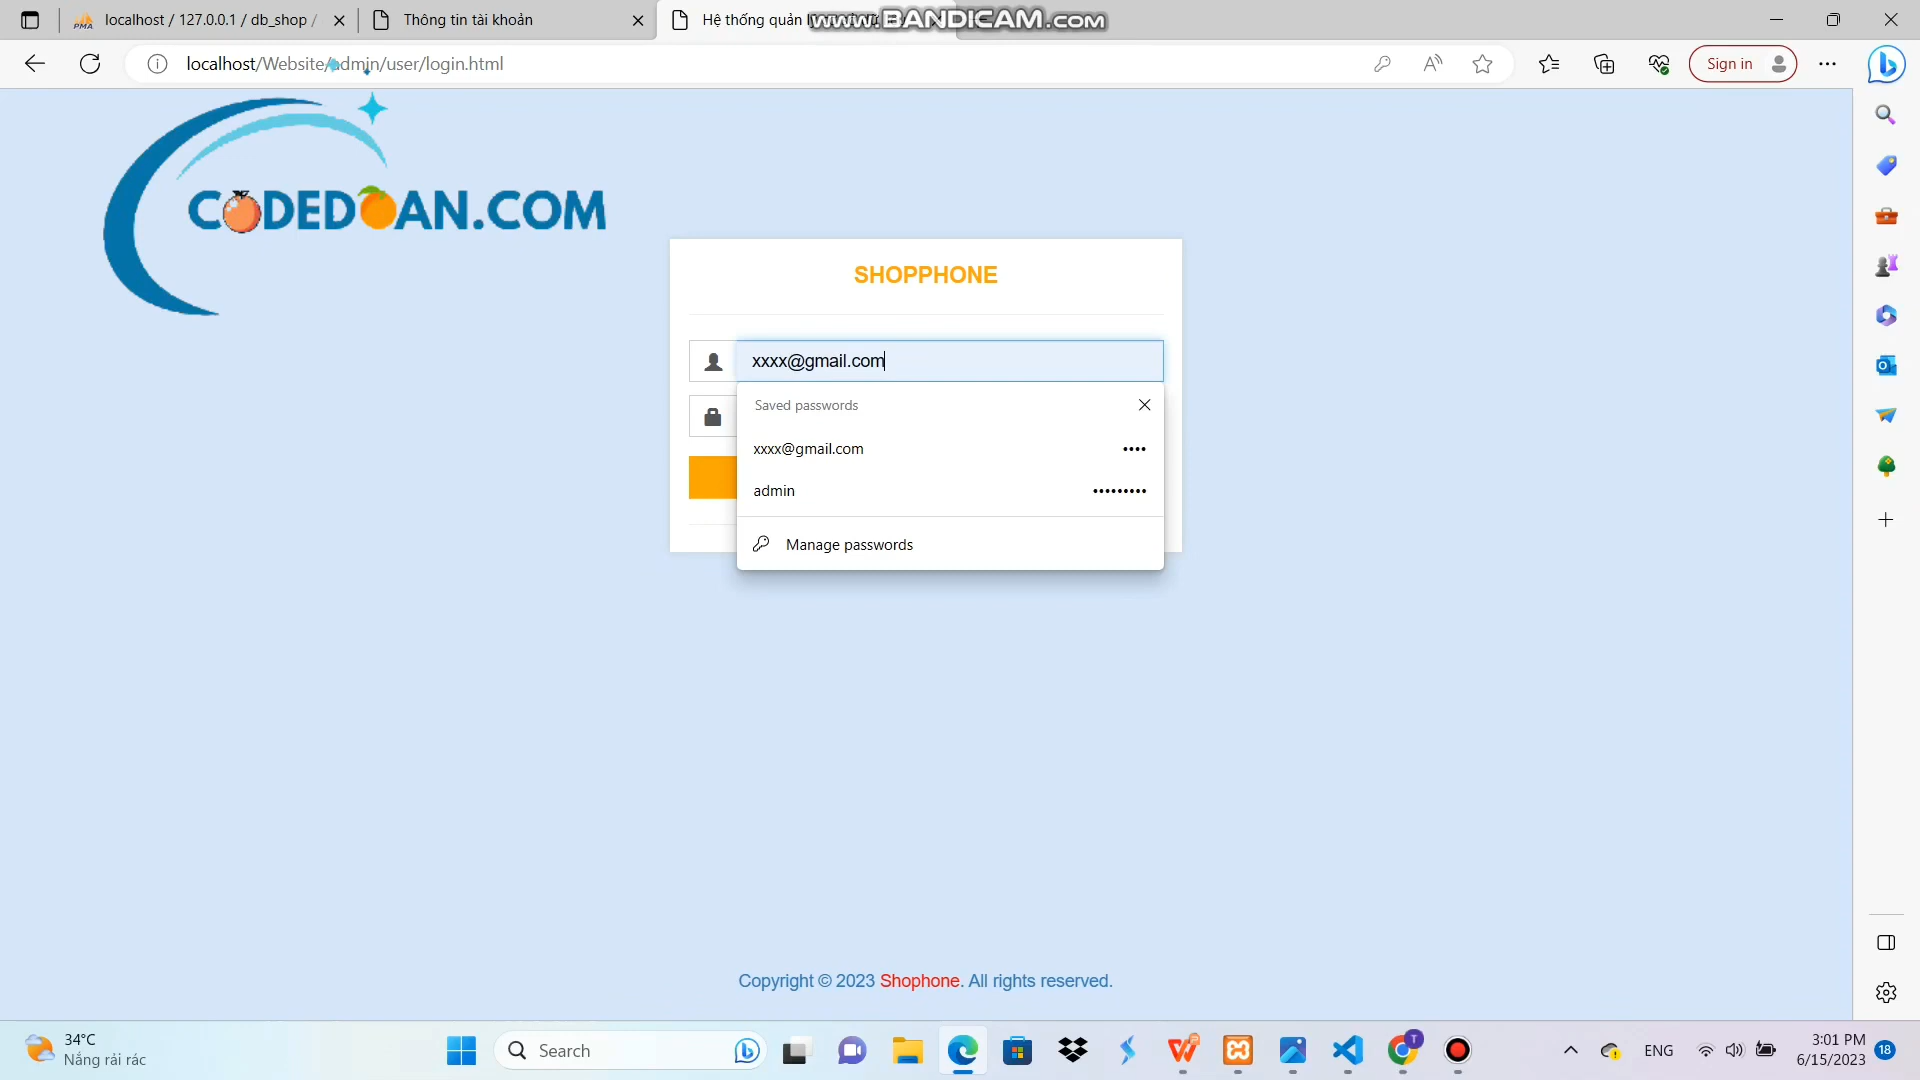 localhost / 127.0.0.1 / db_shop /
Thông tin tài khoản
Hệ thống quản
www.BANDICAM.com
localhost/Website/admin/user/login.html
Sign in
CODEDOAN.COM
SHOPPHONE
xxxx@gmail.com
Saved passwords
xxxx@gmail.com ••••
admin •••••••••
Manage passwords
Copyright © 2023 Shophone. All rights reserved.
34°C
Nắng rải rác
Search
ENG
3:01 PM
6/15/2023
18